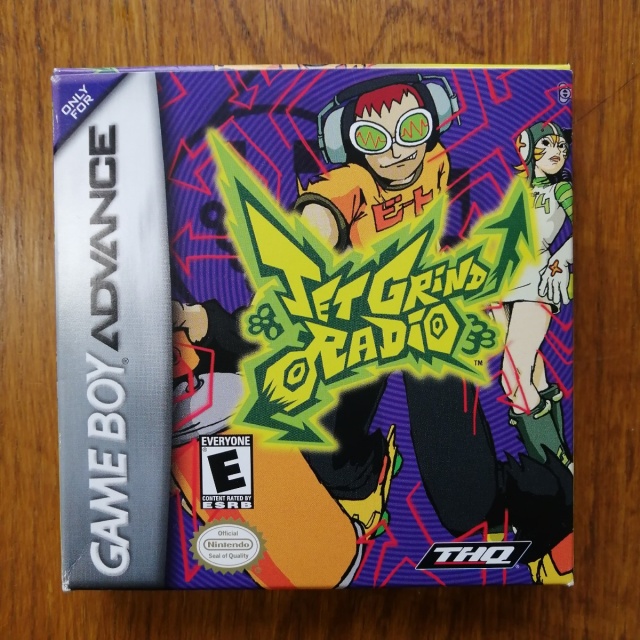 ONLY
FOR
GAME BOY ADVANCE
ビート
74
JET GRIND
RADIO
TM
EVERYONE
E
CONTENT RATED BY
ESRB
Official
Nintendo
Seal of Quality
THQ